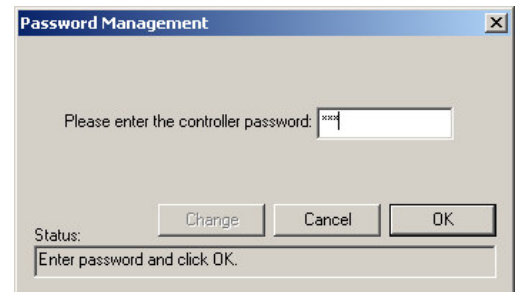 Password Management
Please enter the controller password: ***
Change Cancel OK
Status:
Enter password and click OK.